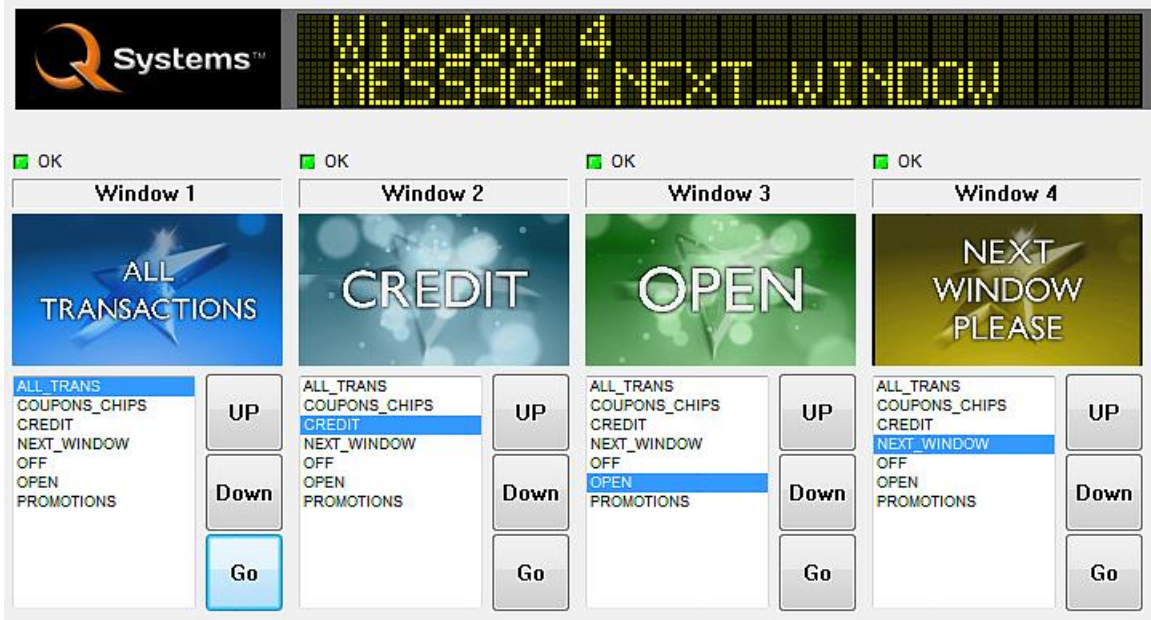 Q Systems™
Window 4
MESSAGE:NEXT_WINDOW
OK
OK
OK
OK
Window 1
Window 2
Window 3
Window 4
ALL
TRANSACTIONS
CREDIT
OPEN
NEXT
WINDOW
PLEASE
ALL_TRANS
COUPONS_CHIPS
CREDIT
NEXT_WINDOW
OFF
OPEN
PROMOTIONS
UP
Down
Go
ALL_TRANS
COUPONS_CHIPS
CREDIT
NEXT_WINDOW
OFF
OPEN
PROMOTIONS
UP
Down
Go
ALL_TRANS
COUPONS_CHIPS
CREDIT
NEXT_WINDOW
OFF
OPEN
PROMOTIONS
UP
Down
Go
ALL_TRANS
COUPONS_CHIPS
CREDIT
NEXT_WINDOW
OFF
OPEN
PROMOTIONS
UP
Down
Go